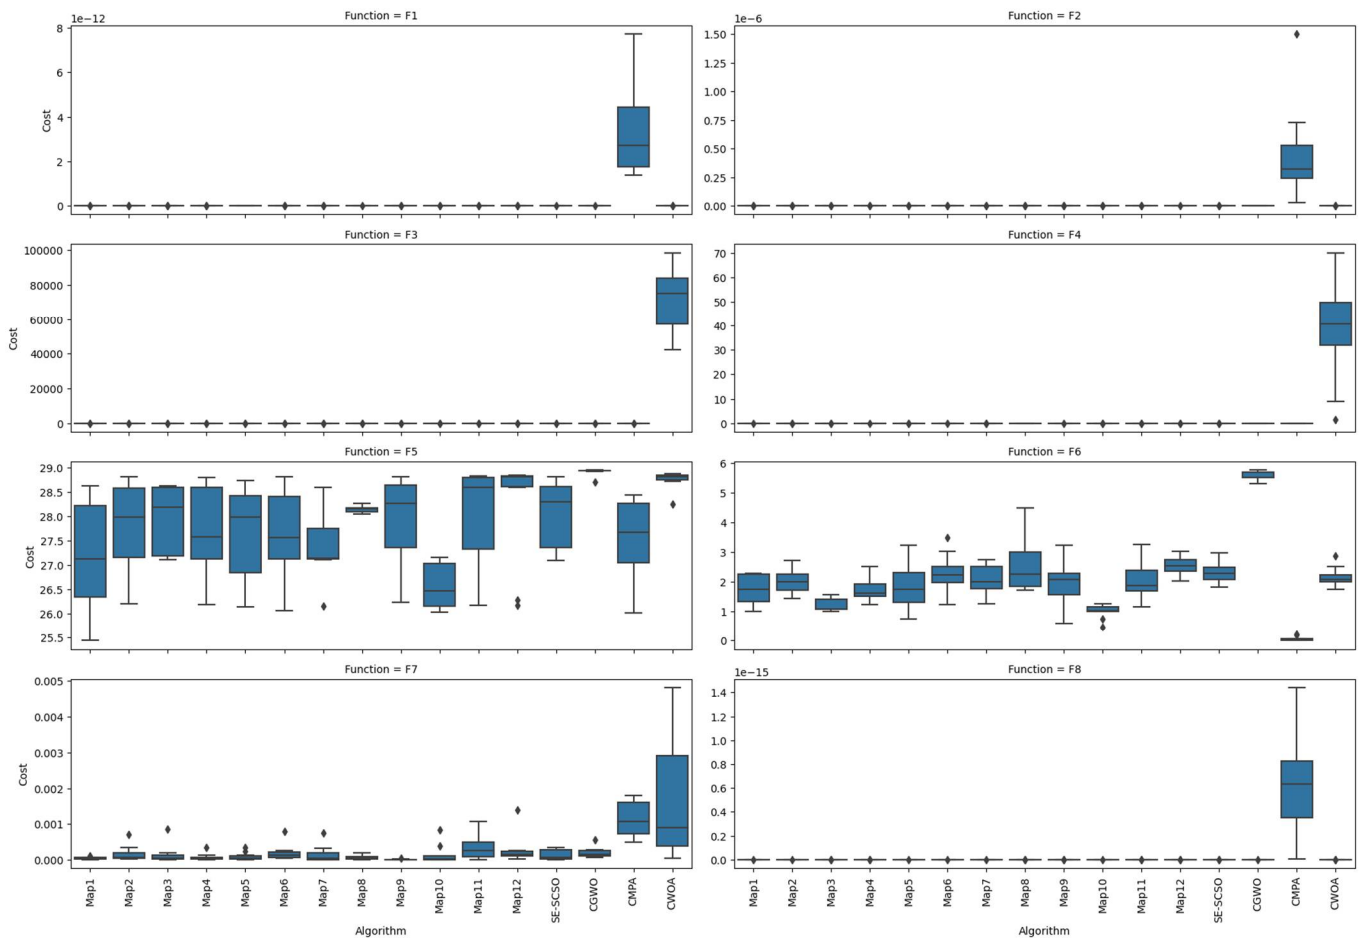 Function = F1
1e−12
8
6
4
2
0
Cost
Function = F2
1e−6
1.50
1.25
1.00
0.75
0.50
0.25
0.00
Function = F3
100000
80000
60000
40000
20000
0
Cost
Function = F4
70
60
50
40
30
20
10
0
Function = F5
29.0
28.5
28.0
27.5
27.0
26.5
26.0
25.5
Cost
Function = F6
6
5
4
3
2
1
0
Function = F7
0.005
0.004
0.003
0.002
0.001
0.000
Cost
Map1
Map2
Map3
Map4
Map5
Map6
Map7
Map8
Map9
Map10
Map11
Map12
SE-SCSO
CGWO
CMPA
CWOA
Algorithm
Function = F8
1e−15
1.4
1.2
1.0
0.8
0.6
0.4
0.2
0.0
Map1
Map2
Map3
Map4
Map5
Map6
Map7
Map8
Map9
Map10
Map11
Map12
SE-SCSO
CGWO
CMPA
CWOA
Algorithm